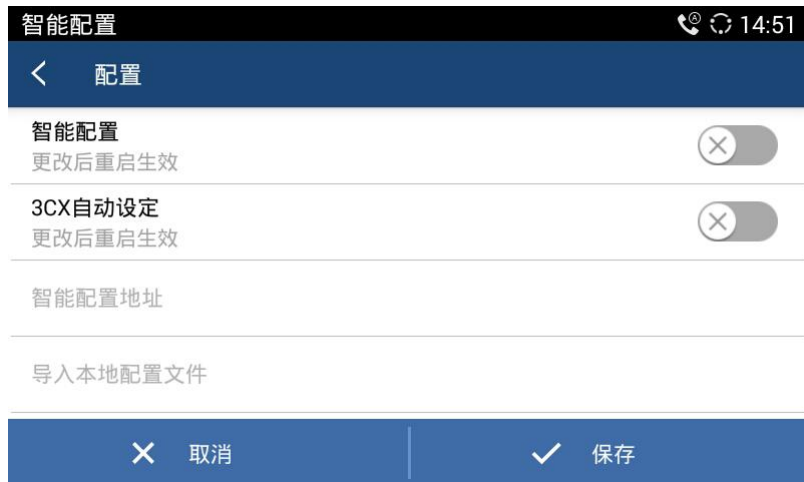 智能配置 14:51
配置
智能配置
更改后重启生效
3CX自动设定
更改后重启生效
智能配置地址
导入本地配置文件
取消 保存